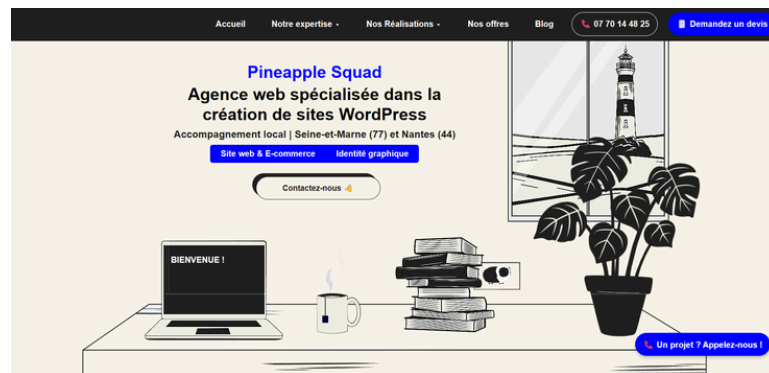 Accueil
Notre expertise
Nos Réalisations
Nos offres
Blog
07 70 14 48 25
Demandez un devis
Pineapple Squad
Agence web spécialisée dans la
création de sites WordPress
Accompagnement local | Seine-et-Marne (77) et Nantes (44)
Site web & E-commerce
Identité graphique
Contactez-nous
BIENVENUE !
Un projet ? Appelez-nous !